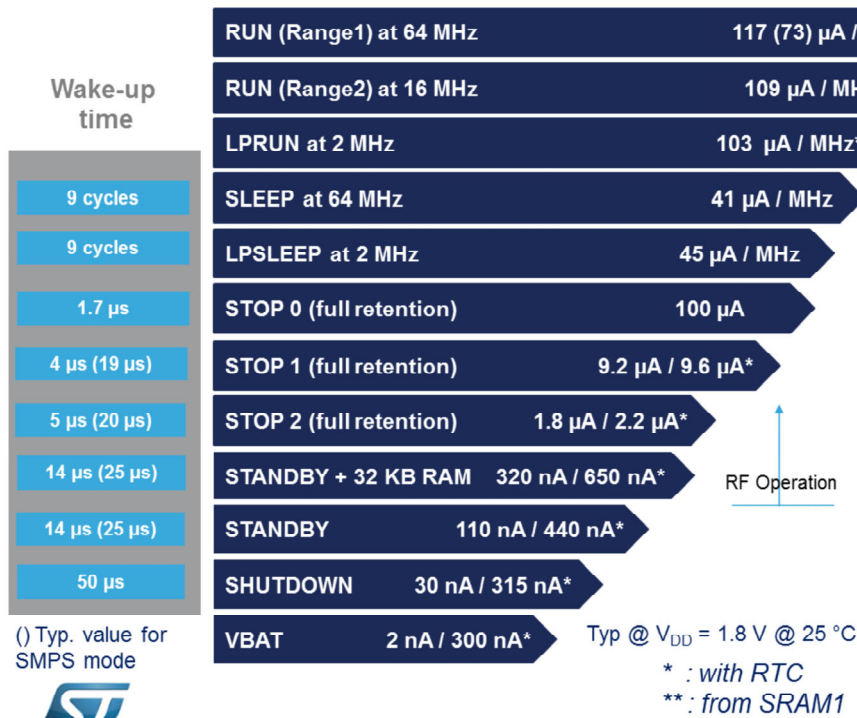 RUN (Range1) at 64 MHz 117 (73) µA /
Wake-up
time
RUN (Range2) at 16 MHz 109 µA / MH
LPRUN at 2 MHz 103 µA / MHz*
9 cycles SLEEP at 64 MHz 41 µA / MHz
9 cycles LPSLEEP at 2 MHz 45 µA / MHz
1.7 µs STOP 0 (full retention) 100 µA
4 µs (19 µs) STOP 1 (full retention) 9.2 µA / 9.6 µA*
5 µs (20 µs) STOP 2 (full retention) 1.8 µA / 2.2 µA*
14 µs (25 µs) STANDBY + 32 KB RAM 320 nA / 650 nA*
RF Operation
14 µs (25 µs) STANDBY 110 nA / 440 nA*
50 µs SHUTDOWN 30 nA / 315 nA*
() Typ. value for
SMPS mode
VBAT 2 nA / 300 nA*
Typ @ VDD = 1.8 V @ 25 °C
* : with RTC
** : from SRAM1
ST